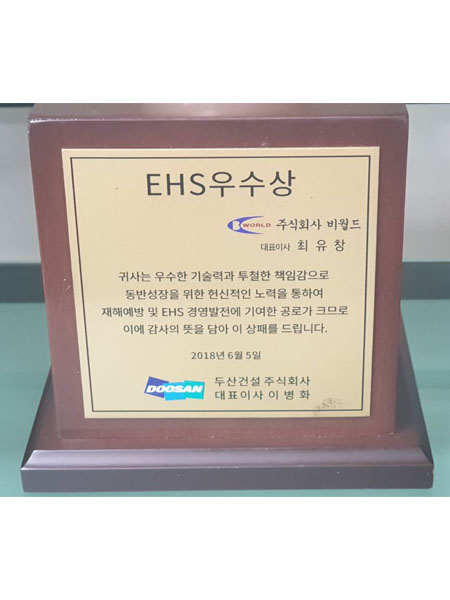 EHS우수상
WORLD 주식회사 비월드
대표이사 최유창
귀사는 우수한 기술력과 투철한 책임감으로
동반성장을 위한 헌신적인 노력을 통하여
재해예방 및 EHS 경영발전에 기여한 공로가 크므로
이에 감사의 뜻을 담아 이 상패를 드립니다.
2018년 6월 5일
DOOSAN 두산건설 주식회사
대표이사 이병화